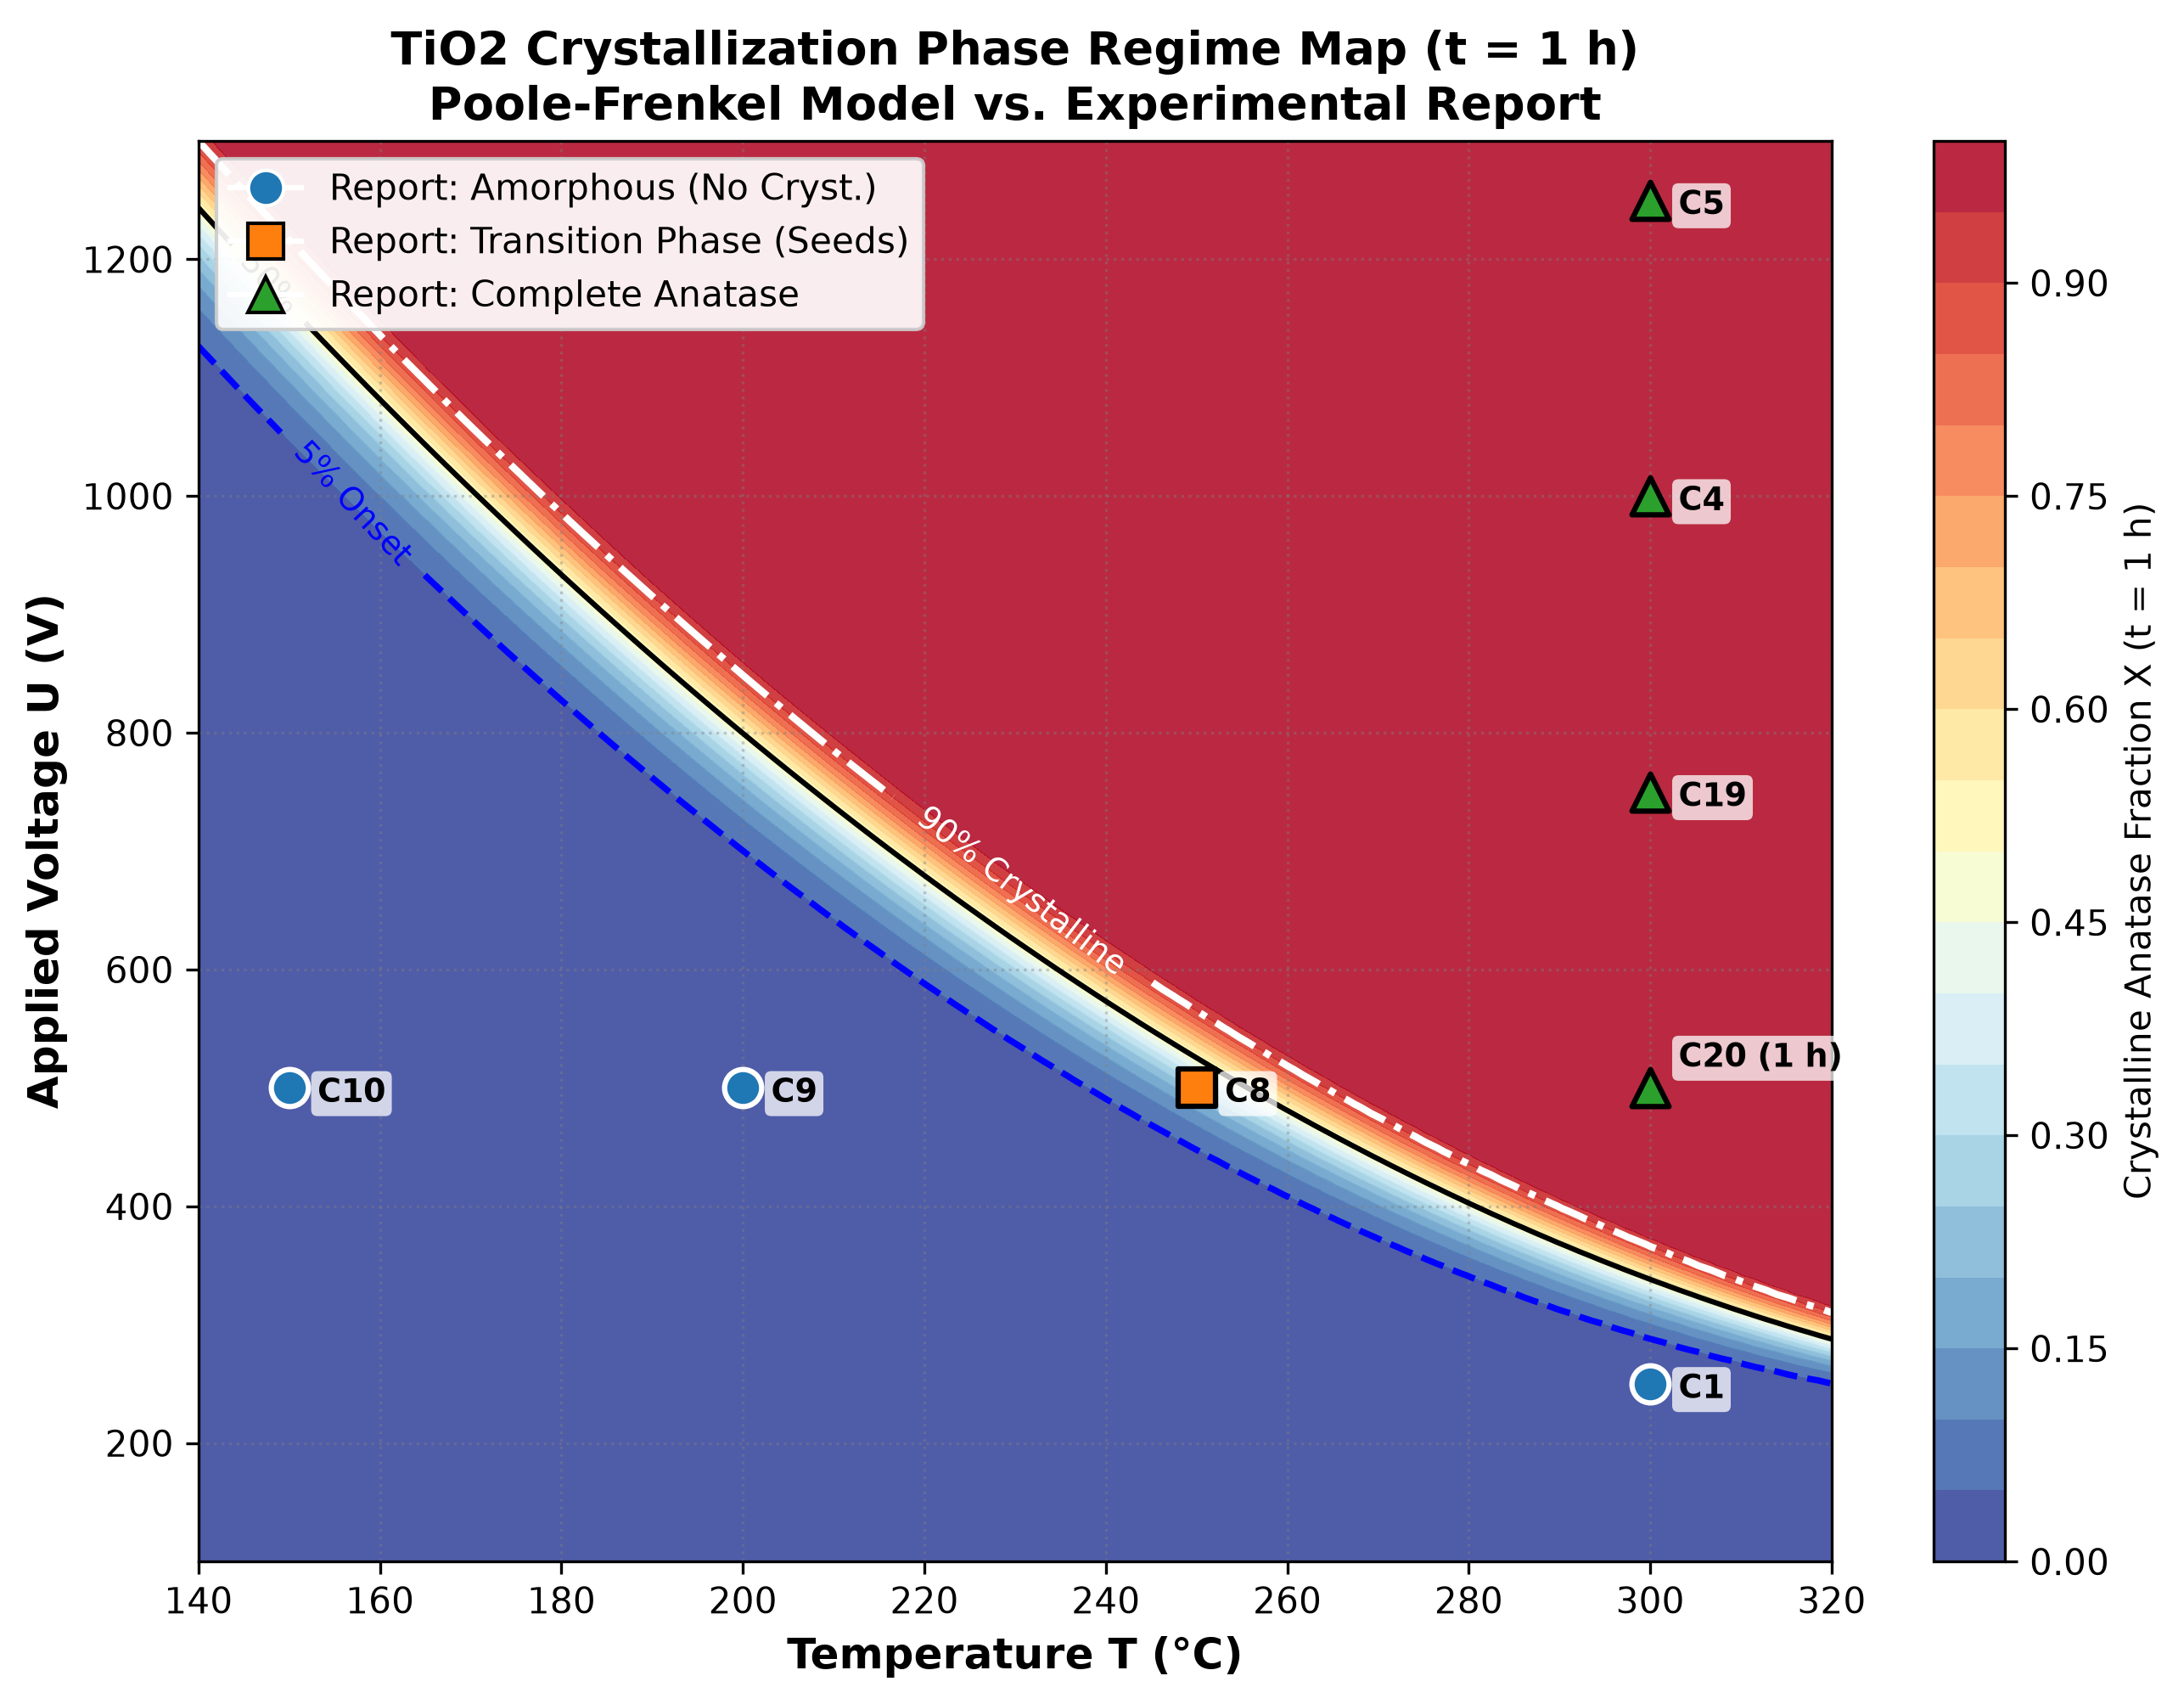 TiO2 Crystallization Phase Regime Map (t = 1 h)
Poole-Frenkel Model vs. Experimental Report
Report: Amorphous (No Cryst.)
Report: Transition Phase (Seeds)
Report: Complete Anatase
Applied Voltage U (V)
1200
1000
800
600
400
200
5% Onset
90% Crystalline
C5
C4
C19
C20 (1 h)
C10
C9
C8
C1
140
160
180
200
220
240
260
280
300
320
Temperature T (°C)
0.90
0.75
0.60
0.45
0.30
0.15
0.00
Crystalline Anatase Fraction X (t = 1 h)